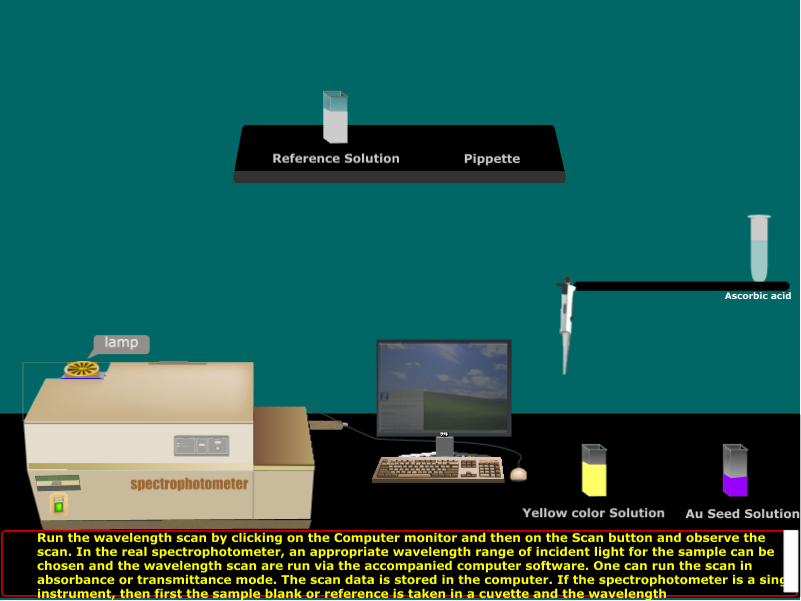 Reference Solution
Pippette
Ascorbic acid
lamp
spectrophotometer
Yellow color Solution
Au Seed Solution
Run the wavelength scan by clicking on the Computer monitor and then on the Scan button and observe the
scan. In the real spectrophotometer, an appropriate wavelength range of incident light for the sample can be
chosen and the wavelength scan are run via the accompanied computer software. One can run the scan in
absorbance or transmittance mode. The scan data is stored in the computer. If the spectrophotometer is a sing
instrument, then first the sample blank or reference is taken in a cuvette and the wavelength